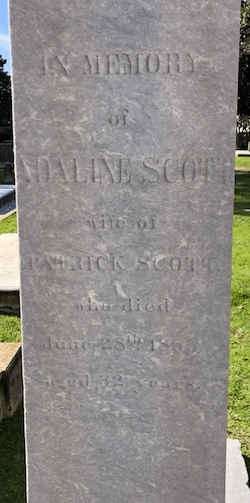 IN MEMORY
of
ADALINE SCOTT
wife of
PATRICK SCOTT
who died
June 28th
aged 32 years.